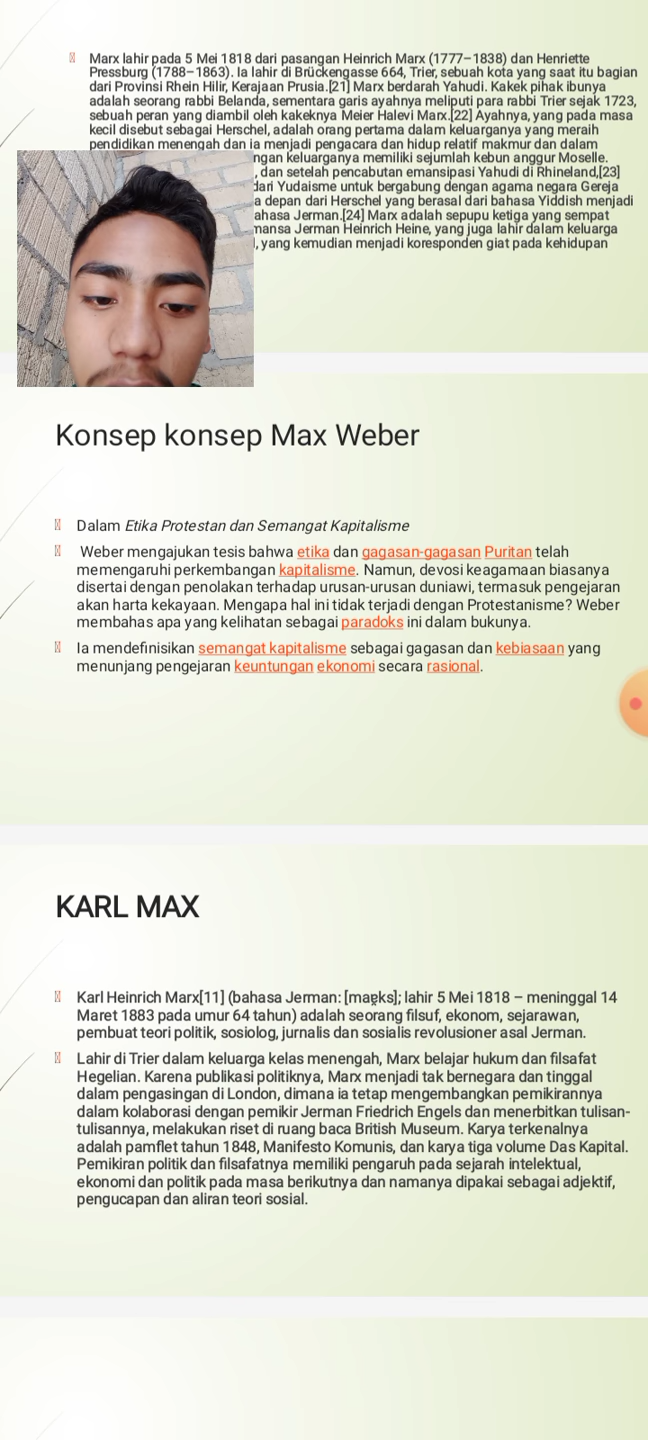 Marx lahir pada 5 Mei 1818 dari pasangan Heinrich Marx (1777–1838) dan Henriette
Pressburg (1788–1863). Ia lahir di Brückengasse 664, Trier, sebuah kota yang saat itu bagian
dari Provinsi Rhein Hilir, Kerajaan Prusia.[21] Marx berdarah Yahudi. Kakek pihak ibunya
adalah seorang rabbi Belanda, sementara garis ayahnya meliputi para rabbi Trier sejak 1723,
sebuah peran yang diambil oleh kakeknya Meier Halevi Marx.[22] Ayahnya, yang pada masa
kecil disebut sebagai Herschel, adalah orang pertama dalam keluarganya yang meraih
pendidikan menengah dan ia menjadi pengacara dan hidup relatif makmur dan dalam
ngan keluarganya memiliki sejumlah kebun anggur Moselle.
, dan setelah pencabutan emansipasi Yahudi di Rhineland,[23]
dari Yudaisme untuk bergabung dengan agama negara Gereja
a depan dari Herschel yang berasal dari bahasa Yiddish menjadi
ahasa Jerman.[24] Marx adalah sepupu ketiga yang sempat
mansa Jerman Heinrich Heine, yang juga lahir dalam keluarga
, yang kemudian menjadi koresponden giat pada kehidupan
Konsep konsep Max Weber
Dalam Etika Protestan dan Semangat Kapitalisme
Weber mengajukan tesis bahwa etika dan gagasan-gagasan Puritan telah
memengaruhi perkembangan kapitalisme. Namun, devosi keagamaan biasanya
disertai dengan penolakan terhadap urusan-urusan duniawi, termasuk pengejaran
akan harta kekayaan. Mengapa hal ini tidak terjadi dengan Protestanisme? Weber
membahas apa yang kelihatan sebagai paradoks ini dalam bukunya.
Ia mendefinisikan semangat kapitalisme sebagai gagasan dan kebiasaan yang
menunjang pengejaran keuntungan ekonomi secara rasional.
KARL MAX
Karl Heinrich Marx[11] (bahasa Jerman: [maʁks]; lahir 5 Mei 1818 – meninggal 14
Maret 1883 pada umur 64 tahun) adalah seorang filsuf, ekonom, sejarawan,
pembuat teori politik, sosiolog, jurnalis dan sosialis revolusioner asal Jerman.
Lahir di Trier dalam keluarga kelas menengah, Marx belajar hukum dan filsafat
Hegelian. Karena publikasi politiknya, Marx menjadi tak bernegara dan tinggal
dalam pengasingan di London, dimana ia tetap mengembangkan pemikirannya
dalam kolaborasi dengan pemikir Jerman Friedrich Engels dan menerbitkan tulisan-
tulisannya, melakukan riset di ruang baca British Museum. Karya terkenalnya
adalah pamflet tahun 1848, Manifesto Komunis, dan karya tiga volume Das Kapital.
Pemikiran politik dan filsafatnya memiliki pengaruh pada sejarah intelektual,
ekonomi dan politik pada masa berikutnya dan namanya dipakai sebagai adjektif,
pengucapan dan aliran teori sosial.